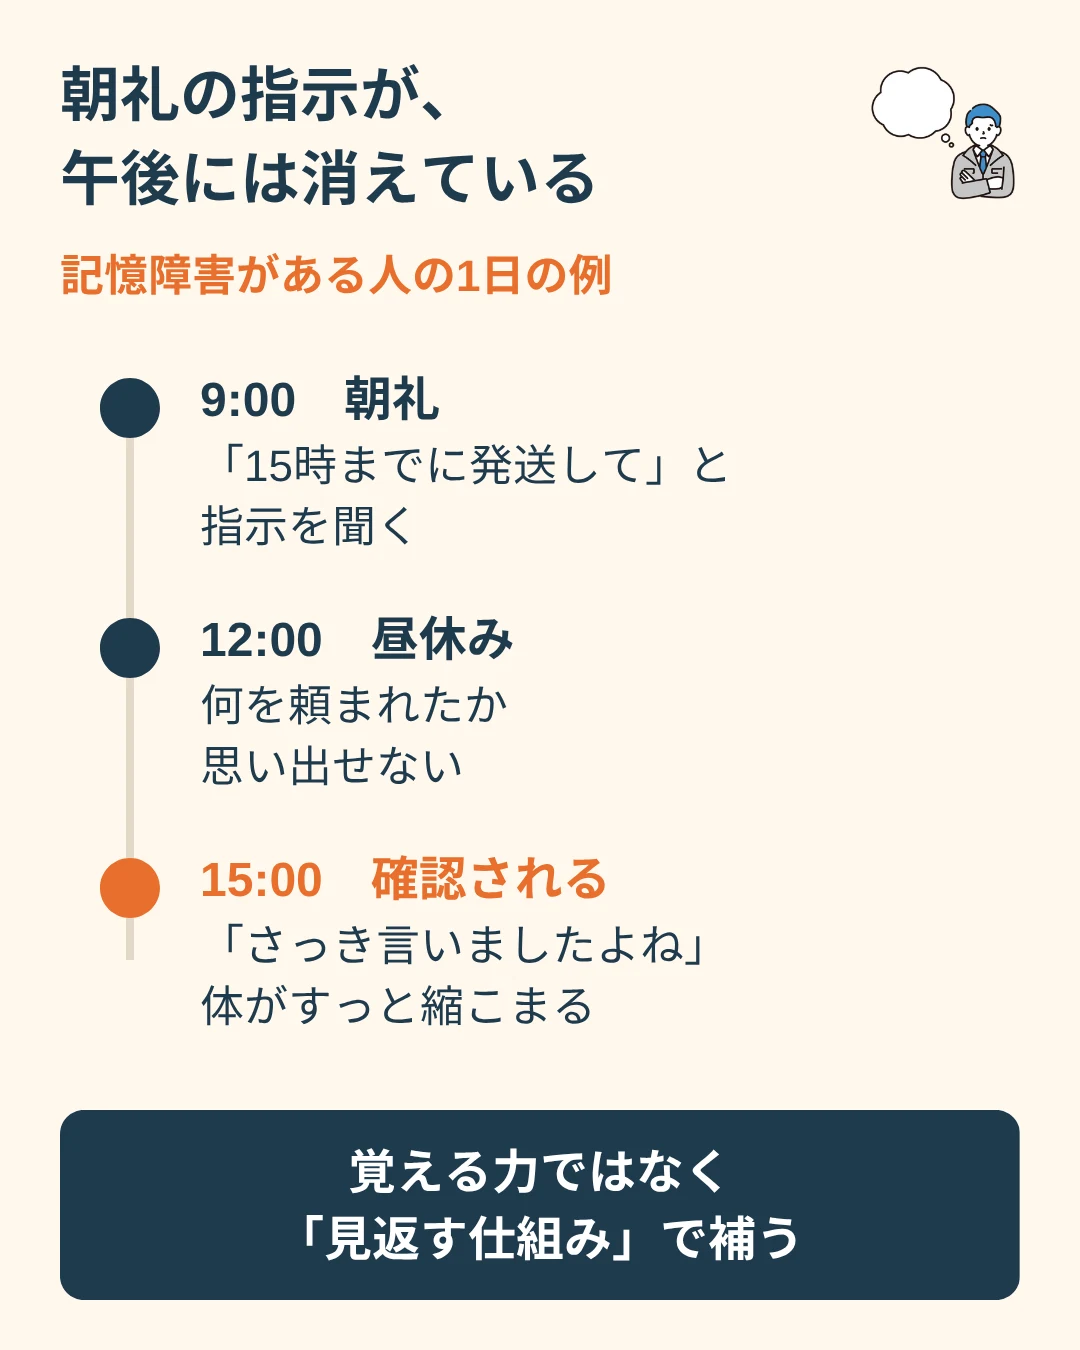 朝礼の指示が、
午後には消えている
記憶障害がある人の1日の例
9:00　朝礼
「15時までに発送して」と
指示を聞く
12:00　昼休み
何を頼まれたか
思い出せない
15:00　確認される
「さっき言いましたよね」
体がすっと縮こまる
覚える力ではなく
「見返す仕組み」で補う